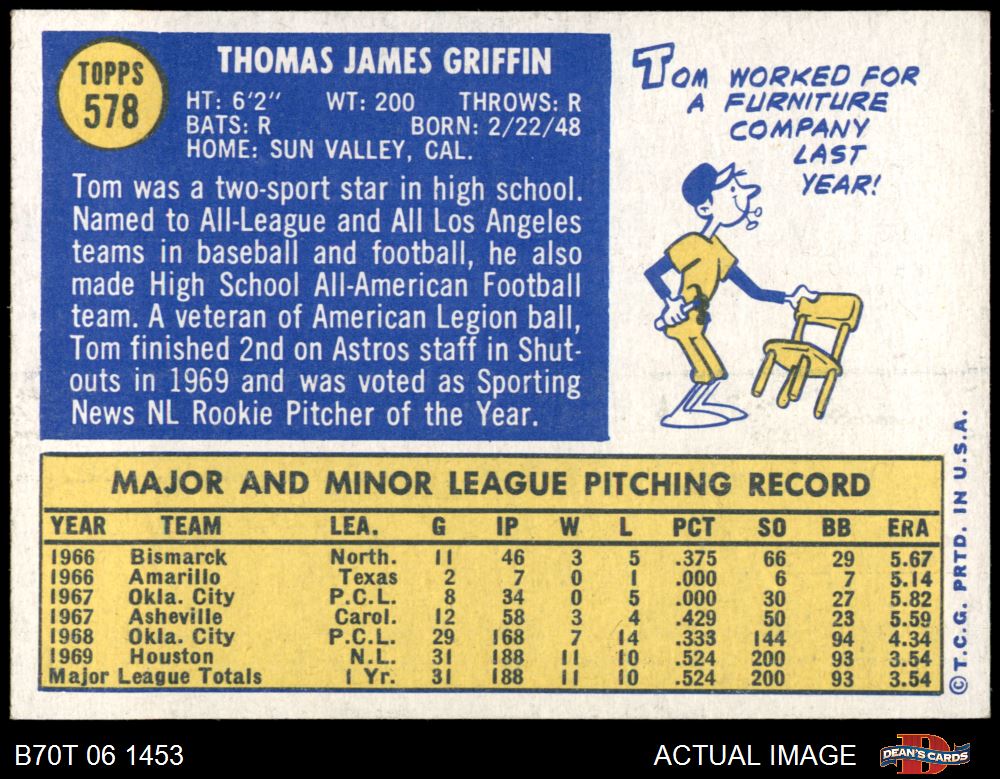 TOPPS
578
THOMAS JAMES GRIFFIN
HT: 6'2" WT: 200 THROWS: R
BATS: R BORN: 2/22/48
HOME: SUN VALLEY, CAL.
Tom was a two-sport star in high school.
Named to All-League and All Los Angeles
teams in baseball and football, he also
made High School All-American Football
team. A veteran of American Legion ball,
Tom finished 2nd on Astros staff in Shut-
outs in 1969 and was voted as Sporting
News NL Rookie Pitcher of the Year.
TOM WORKED FOR
A FURNITURE
COMPANY
LAST
YEAR!
MAJOR AND MINOR LEAGUE PITCHING RECORD
YEAR TEAM LEA. G IP W L PCT SO BB ERA
1966 Bismarck North. 11 46 3 5 .375 66 29 5.67
1966 Amarillo Texas 2 7 0 1 .000 6 7 5.14
1967 Okla. City P.C.L. 8 34 0 5 .000 30 27 5.82
1967 Asheville Carol. 12 58 3 4 .429 50 23 5.59
1968 Okla. City P.C.L. 29 168 7 14 .333 144 94 4.34
1969 Houston N.L. 31 188 11 10 .524 200 93 3.54
Major League Totals 1 Yr. 31 188 11 10 .524 200 93 3.54
© T.C.G. PRTD. IN U.S.A.
B70T 06 1453 ACTUAL IMAGE
DEAN'S CARDS